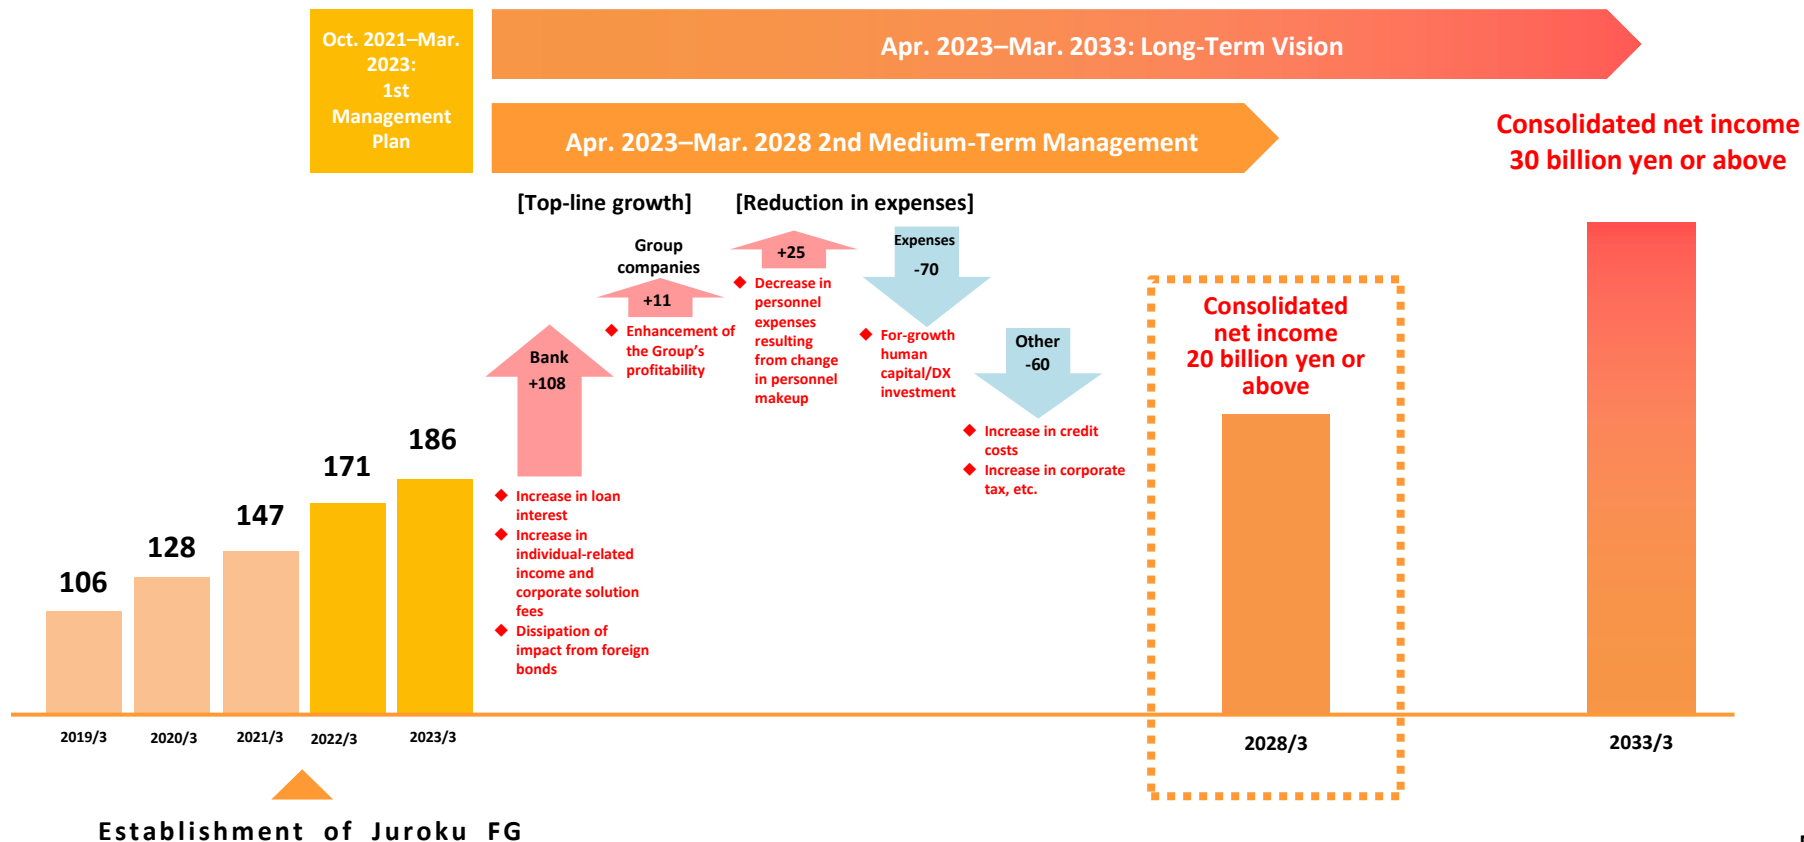 Oct. 2021–Mar.
2023:
1st
Management
Plan
Apr. 2023–Mar. 2033: Long-Term Vision
Apr. 2023–Mar. 2028 2nd Medium-Term Management
Consolidated net income
30 billion yen or above
[Top-line growth]
[Reduction in expenses]
Bank
+108
◆ Increase in loan
interest
◆ Increase in
individual-related
income and
corporate solution
fees
◆ Dissipation of
impact from foreign
bonds
Group
companies
+11
◆ Enhancement of
the Group's
profitability
+25
◆ Decrease in
personnel
expenses
resulting
from change
in personnel
makeup
Expenses
-70
◆ For-growth
human
capital/DX
investment
Other
-60
◆ Increase in credit
costs
◆ Increase in corporate
tax, etc.
Consolidated
net income
20 billion yen or
above
106
128
147
171
186
2019/3
2020/3
2021/3
2022/3
2023/3
2028/3
2033/3
Establishment of Juroku FG